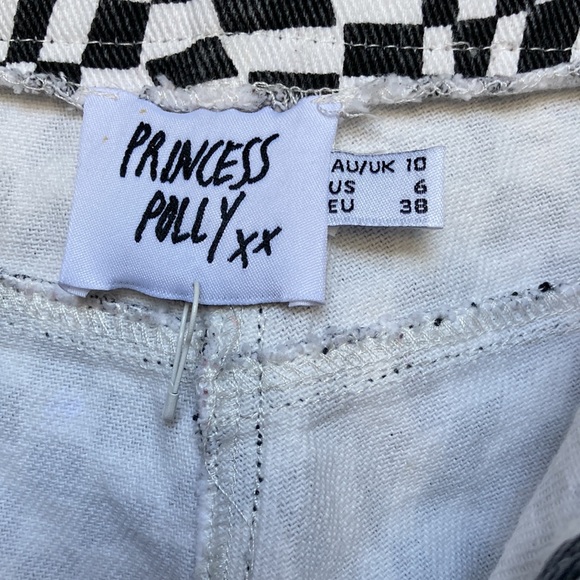 PRINCESS
POLLY xx
AU/UK 10
US 6
EU 38